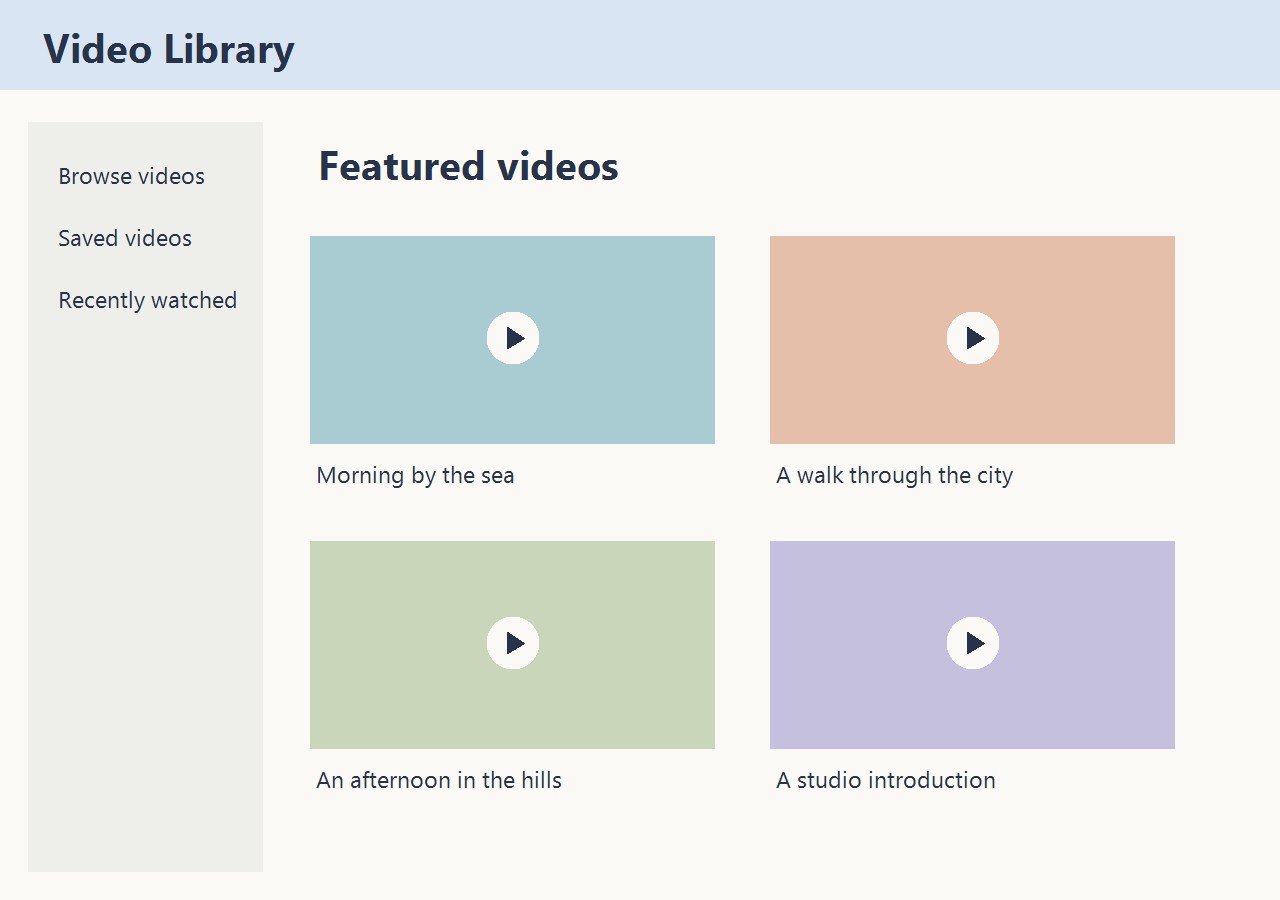 Video Library
Browse videos
Saved videos
Recently watched
Featured videos
Morning by the sea
A walk through the city
An afternoon in the hills
A studio introduction